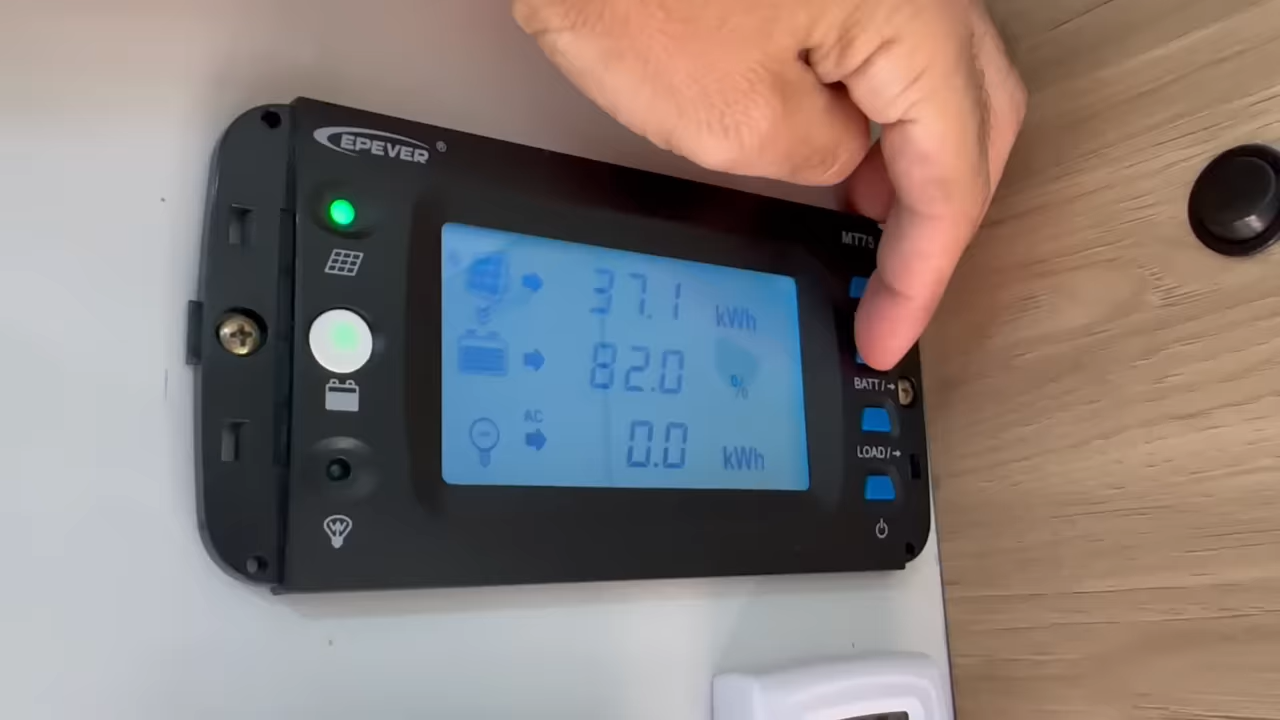 EPEVER ®
MT75
37.1 kWh
82.0 %
AC
0.0 kWh
BATT/→
LOAD/→